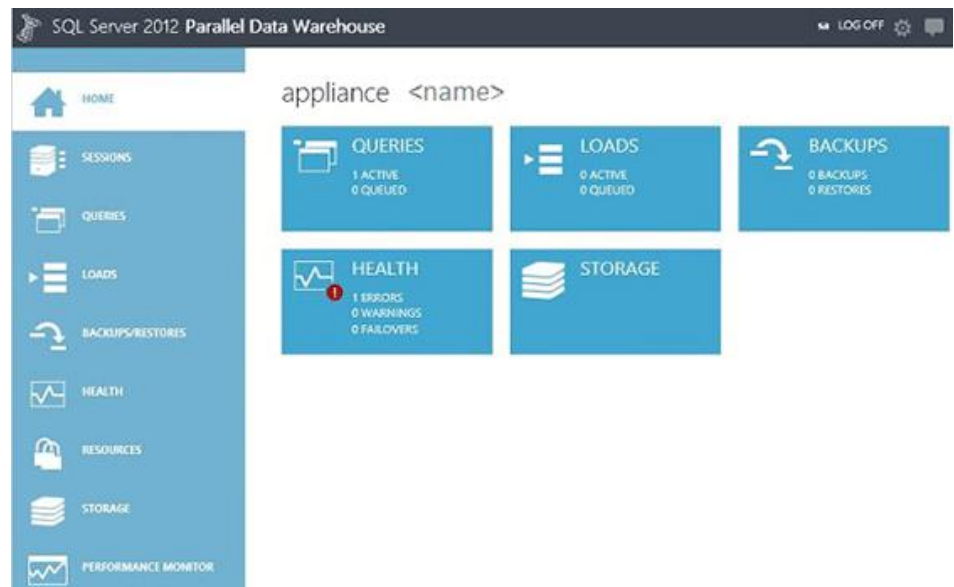 SQL Server 2012 Parallel Data Warehouse
sa LOG OFF
HOME
SESSIONS
QUERIES
LOADS
BACKUPS/RESTORES
HEALTH
RESOURCES
STORAGE
PERFORMANCE MONITOR
appliance <name>
QUERIES
1 ACTIVE
0 QUEUED
LOADS
0 ACTIVE
0 QUEUED
BACKUPS
0 BACKUPS
0 RESTORES
HEALTH
1 ERRORS
0 WARNINGS
0 FAILOVERS
STORAGE